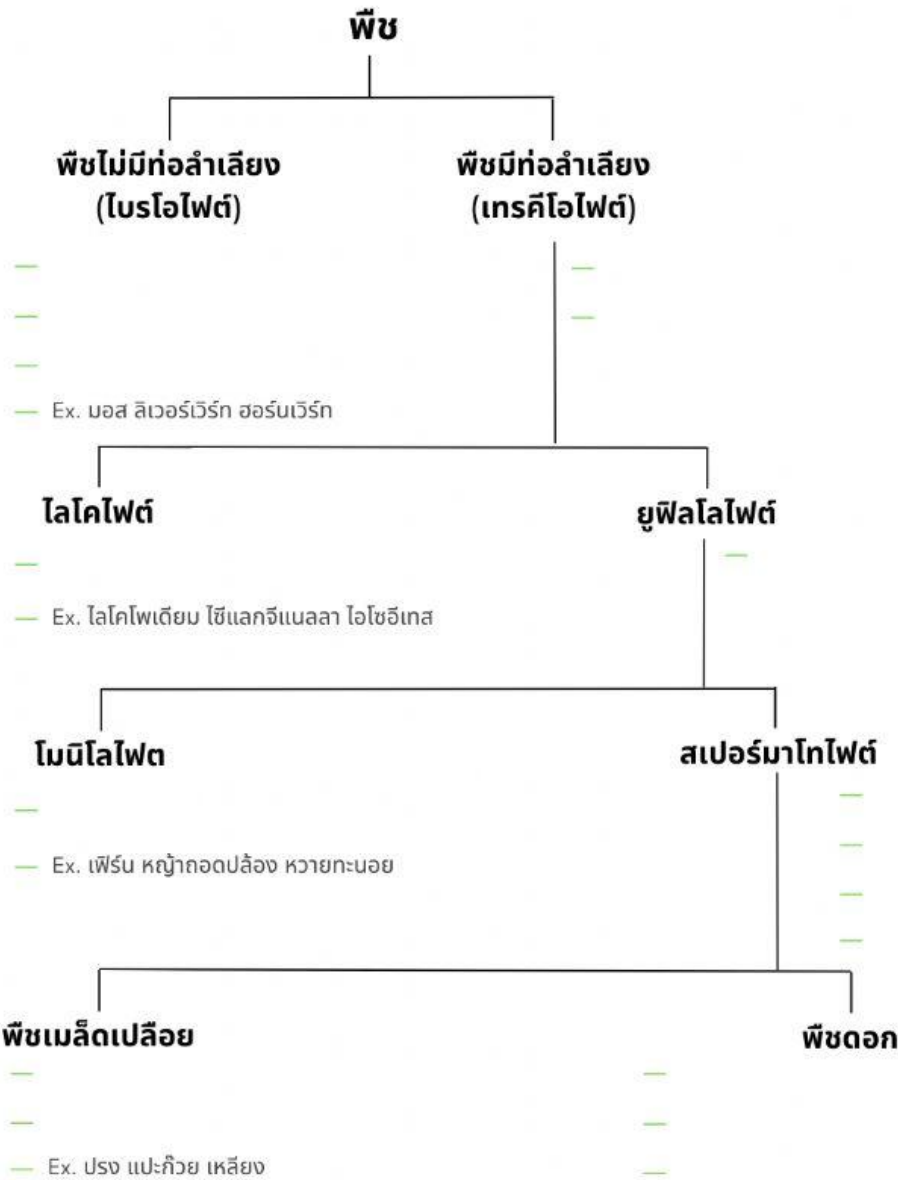 พืช
พืชไม่มีท่อลำเลียง
(ไบรโอไฟต์)
พืชมีท่อลำเลียง
(เทรคีโอไฟต์)
Ex. มอส ลิเวอร์เวิร์ท ฮอร์นเวิร์ท
ไลโคไฟต์
ยูฟิลโลไฟต์
Ex. ไลโคโพเดียม ไซีแลกจีแนลลา ไอโซอีเทส
โมนิโลไฟต
สเปอร์มาโทไฟต์
Ex. เฟิร์น หญ้าถอดปล้อง หวายทะนอย
พืชเมล็ดเปลือย
พืชดอก
Ex. ปรง แปะก๊วย เหลียง